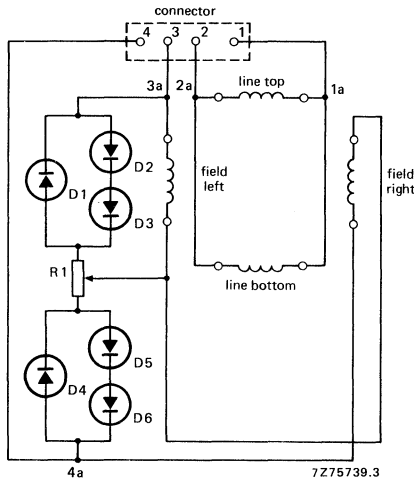 connector
4 3 2 1
3a 2a line top 1a
D2
D1
field
left
field
right
D3
R1
line bottom
D5
D4
D6
4a 7Z75739.3